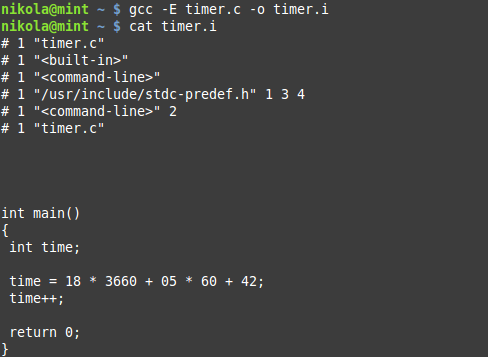 nikola@mint ~ $ gcc -E timer.c -o timer.i
nikola@mint ~ $ cat timer.i
# 1 "timer.c"
# 1 "<built-in>"
# 1 "<command-line>"
# 1 "/usr/include/stdc-predef.h" 1 3 4
# 1 "<command-line>" 2
# 1 "timer.c"
int main()
{
 int time;
 time = 18 * 3660 + 05 * 60 + 42;
 time++;
 return 0;
}